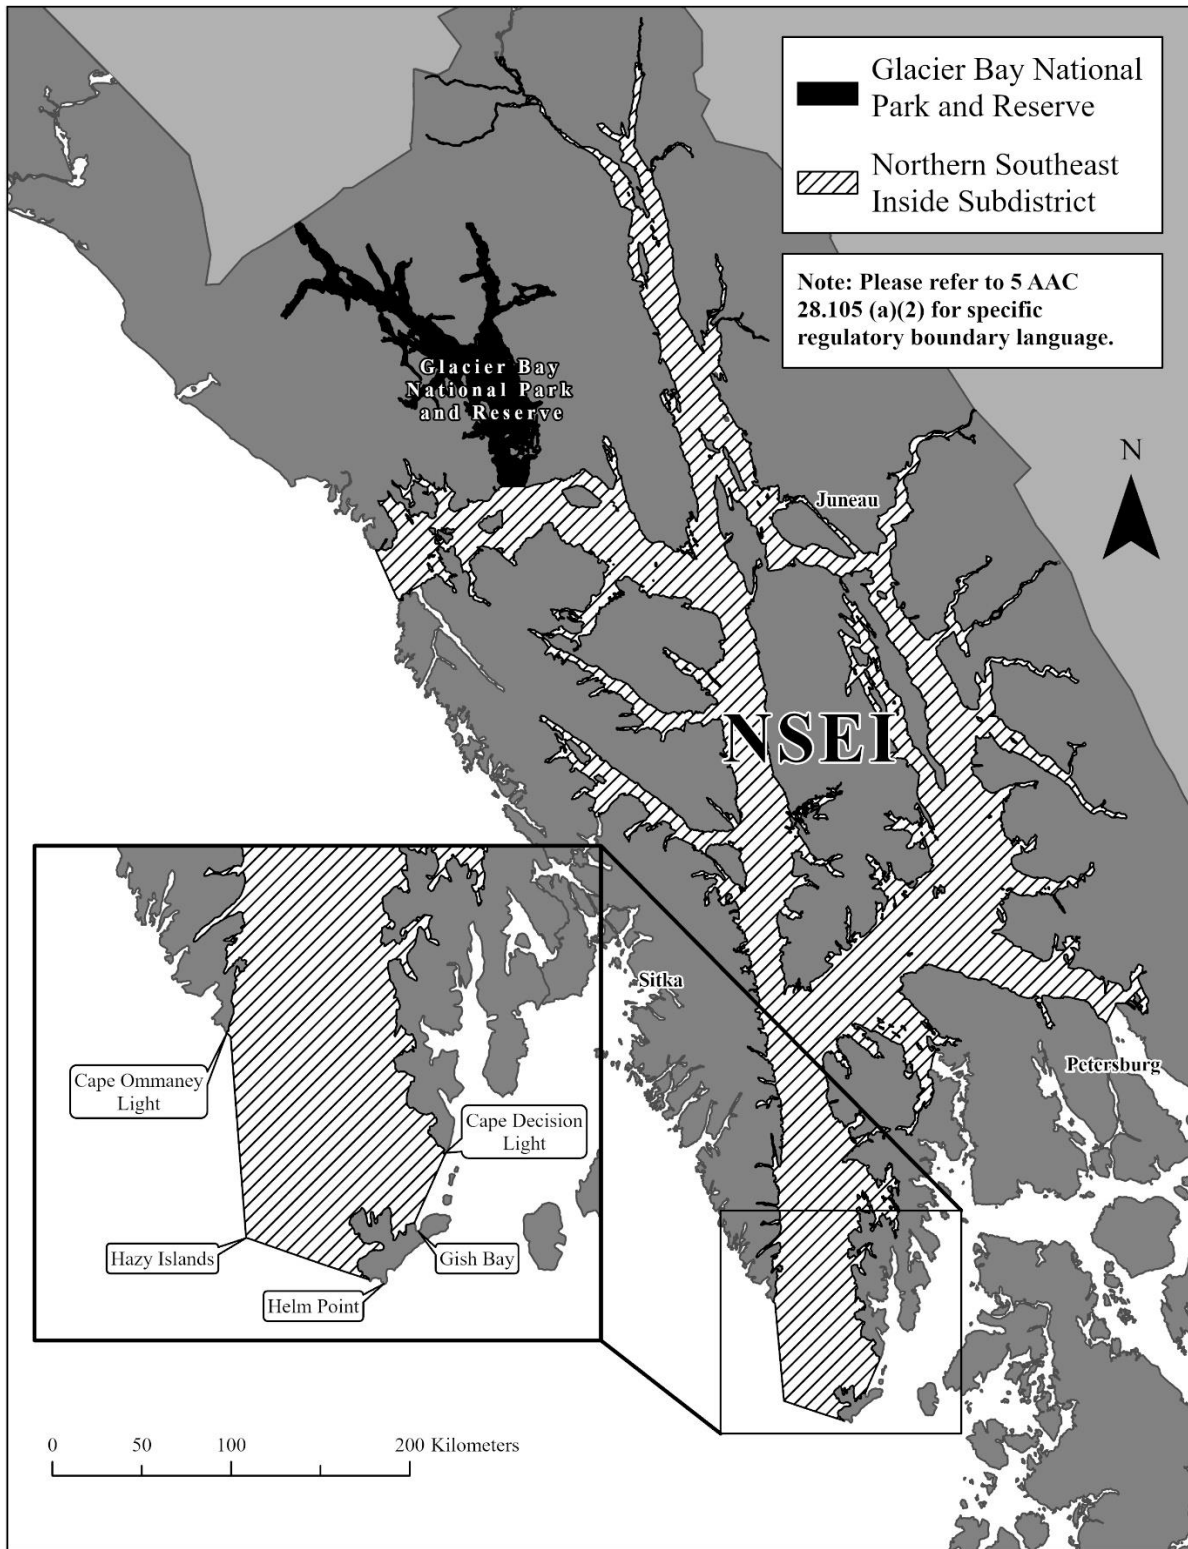 Glacier Bay National
Park and Reserve
Northern Southeast
Inside Subdistrict
Note: Please refer to 5 AAC
28.105 (a)(2) for specific
regulatory boundary language.
Glacier Bay
National Park
and Reserve
N
Juneau
NSEI
Sitka
Petersburg
Cape Ommaney
Light
Cape Decision
Light
Hazy Islands
Gish Bay
Helm Point
0 50 100 200 Kilometers